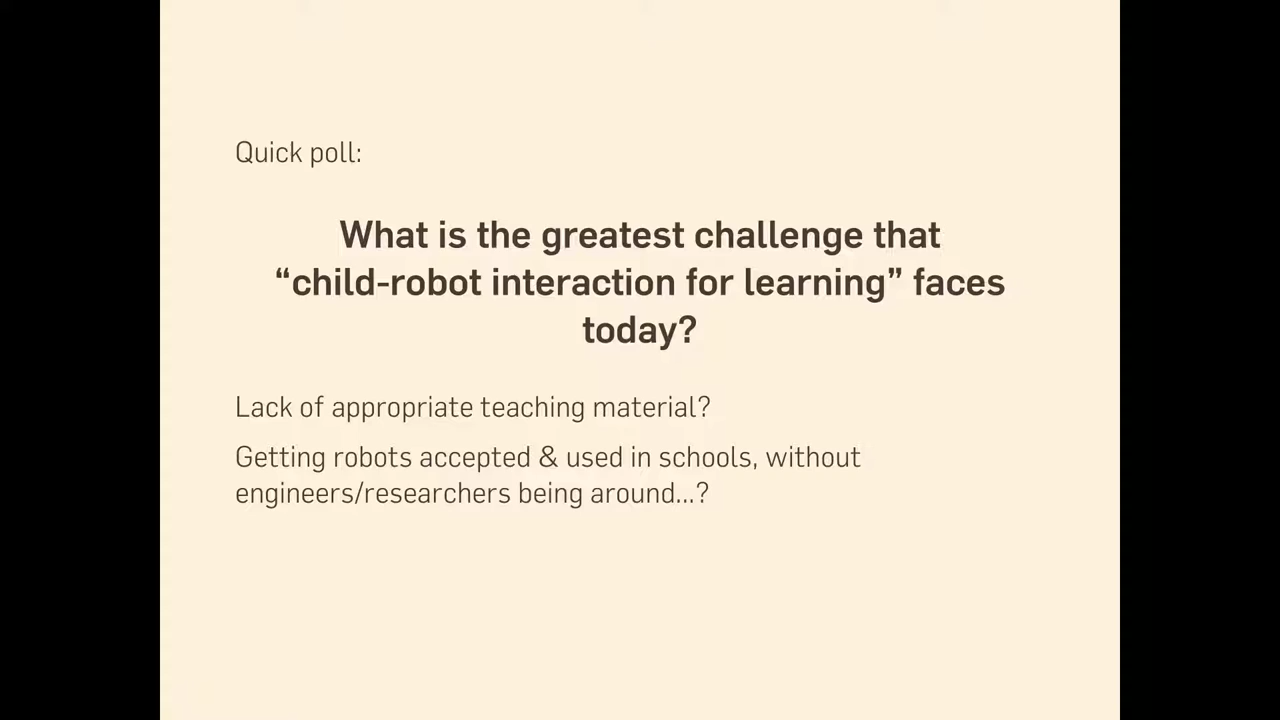 Quick poll:
What is the greatest challenge that
“child-robot interaction for learning” faces
today?
Lack of appropriate teaching material?
Getting robots accepted & used in schools, without
engineers/researchers being around...?